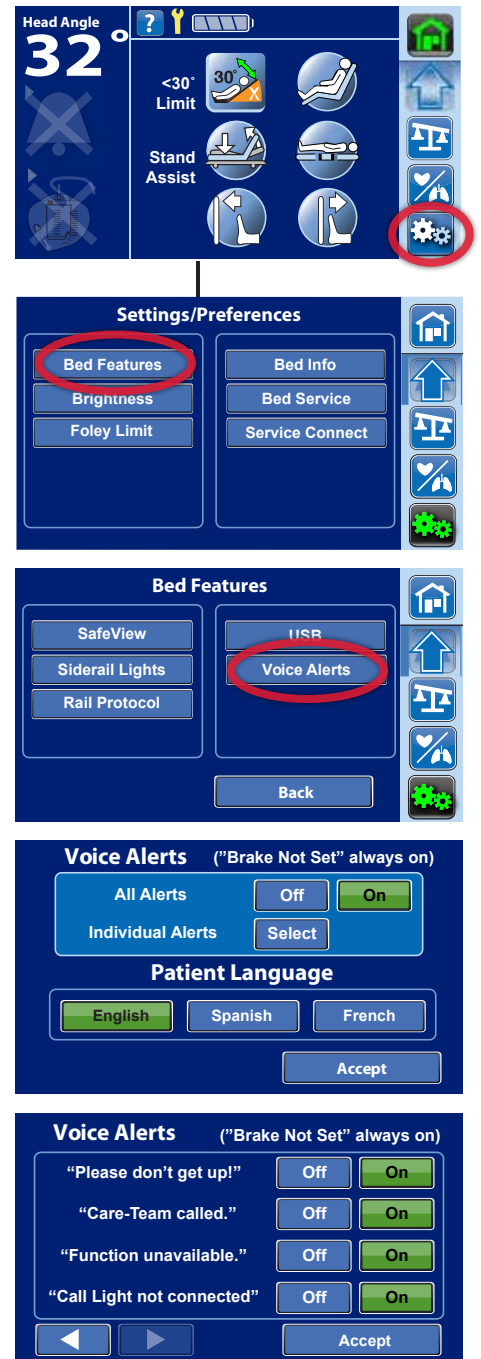 Head Angle
32°
?
<30°
Limit
30°
X
Stand
Assist
Settings/Preferences
Bed Features
Bed Info
Brightness
Bed Service
Foley Limit
Service Connect
Bed Features
SafeView
USB
Siderail Lights
Voice Alerts
Rail Protocol
Back
Voice Alerts ("Brake Not Set" always on)
All Alerts Off On
Individual Alerts Select
Patient Language
English Spanish French
Accept
Voice Alerts ("Brake Not Set" always on)
“Please don’t get up!” Off On
“Care-Team called.” Off On
“Function unavailable.” Off On
“Call Light not connected” Off On
Accept